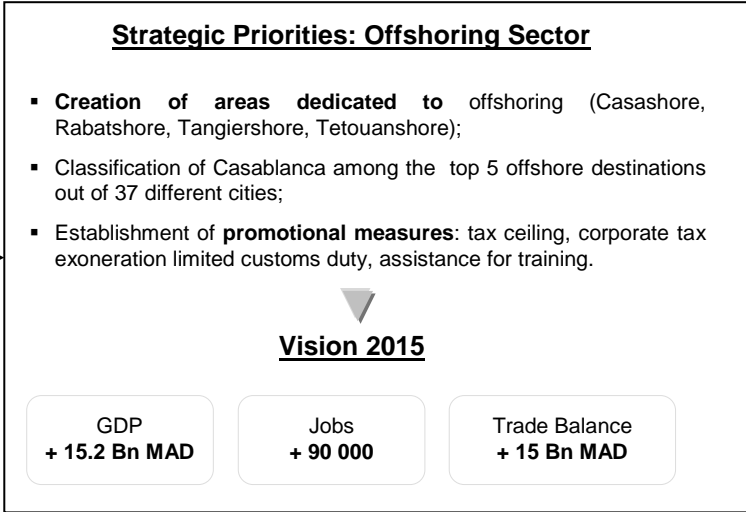 Strategic Priorities: Offshoring Sector
▪ Creation of areas dedicated to offshoring (Casashore,
Rabatshore, Tangiershore, Tetouanshore);
▪ Classification of Casablanca among the top 5 offshore destinations
out of 37 different cities;
▪ Establishment of promotional measures: tax ceiling, corporate tax
exoneration limited customs duty, assistance for training.
Vision 2015
GDP
+ 15.2 Bn MAD
Jobs
+ 90 000
Trade Balance
+ 15 Bn MAD